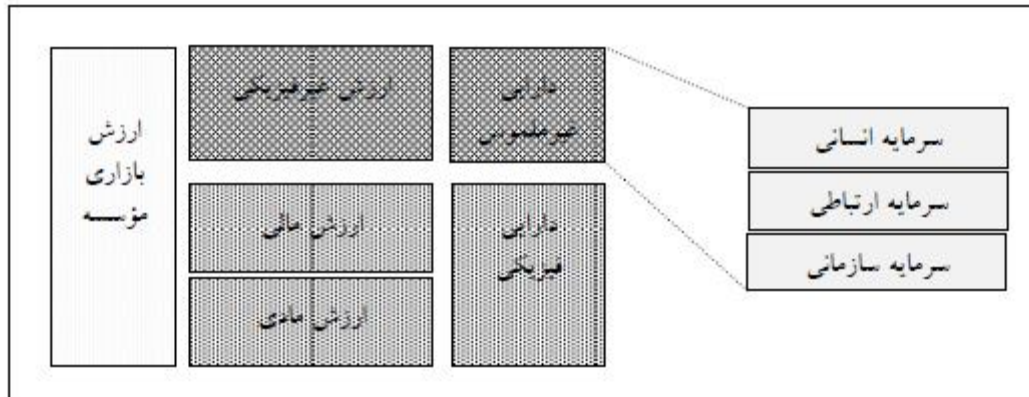 ارزش
بازاری
مؤسسه
ارزش غیرفیزیکی
ارزش مالی
ارزش مادی
دارایی
غیرملموس
دارایی
فیزیکی
سرمایه انسانی
سرمایه ارتباطی
سرمایه سازمانی